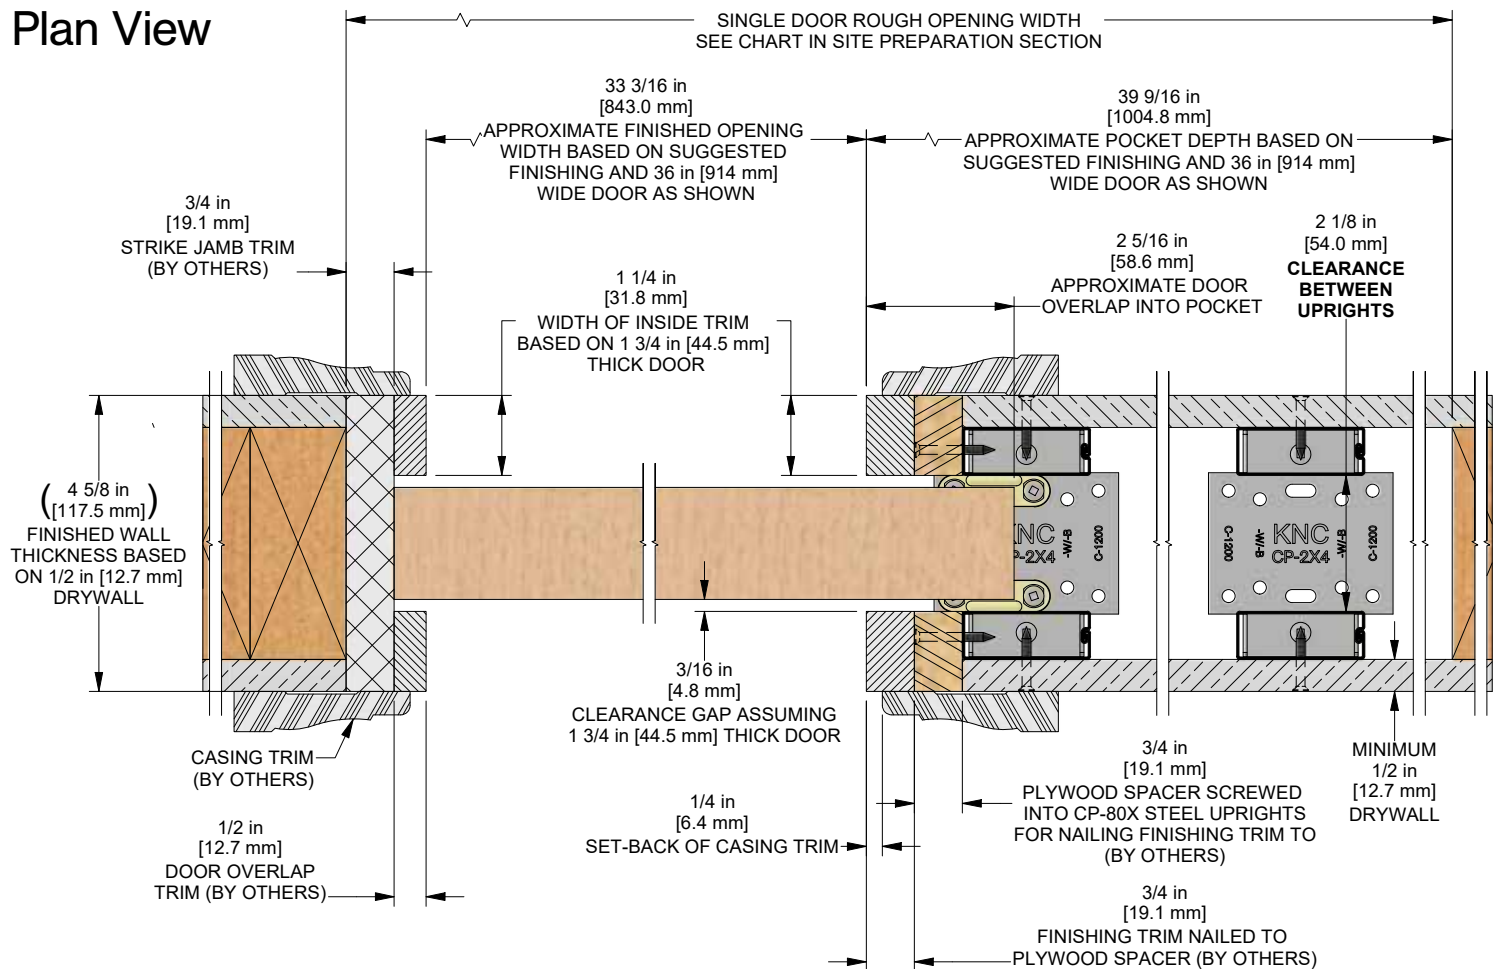 Plan View
SINGLE DOOR ROUGH OPENING WIDTH
SEE CHART IN SITE PREPARATION SECTION
33 3/16 in
[843.0 mm]
APPROXIMATE FINISHED OPENING
WIDTH BASED ON SUGGESTED
FINISHING AND 36 in [914 mm]
WIDE DOOR AS SHOWN
39 9/16 in
[1004.8 mm]
APPROXIMATE POCKET DEPTH BASED ON
SUGGESTED FINISHING AND 36 in [914 mm]
WIDE DOOR AS SHOWN
3/4 in
[19.1 mm]
STRIKE JAMB TRIM
(BY OTHERS)
1 1/4 in
[31.8 mm]
WIDTH OF INSIDE TRIM
BASED ON 1 3/4 in [44.5 mm]
THICK DOOR
2 5/16 in
[58.6 mm]
APPROXIMATE DOOR
OVERLAP INTO POCKET
2 1/8 in
[54.0 mm]
CLEARANCE
BETWEEN
UPRIGHTS
(4 5/8 in
[117.5 mm])
FINISHED WALL
THICKNESS BASED
ON 1/2 in [12.7 mm]
DRYWALL
KNC
CP-2X4
-W/-B
C-1200
C-1200
-W/-B
KNC
CP-2X4
-W/-B
C-1200
3/16 in
[4.8 mm]
CLEARANCE GAP ASSUMING
1 3/4 in [44.5 mm] THICK DOOR
CASING TRIM
(BY OTHERS)
1/2 in
[12.7 mm]
DOOR OVERLAP
TRIM (BY OTHERS)
1/4 in
[6.4 mm]
SET-BACK OF CASING TRIM
3/4 in
[19.1 mm]
PLYWOOD SPACER SCREWED
INTO CP-80X STEEL UPRIGHTS
FOR NAILING FINISHING TRIM TO
(BY OTHERS)
MINIMUM
1/2 in
[12.7 mm]
DRYWALL
3/4 in
[19.1 mm]
FINISHING TRIM NAILED TO
PLYWOOD SPACER (BY OTHERS)